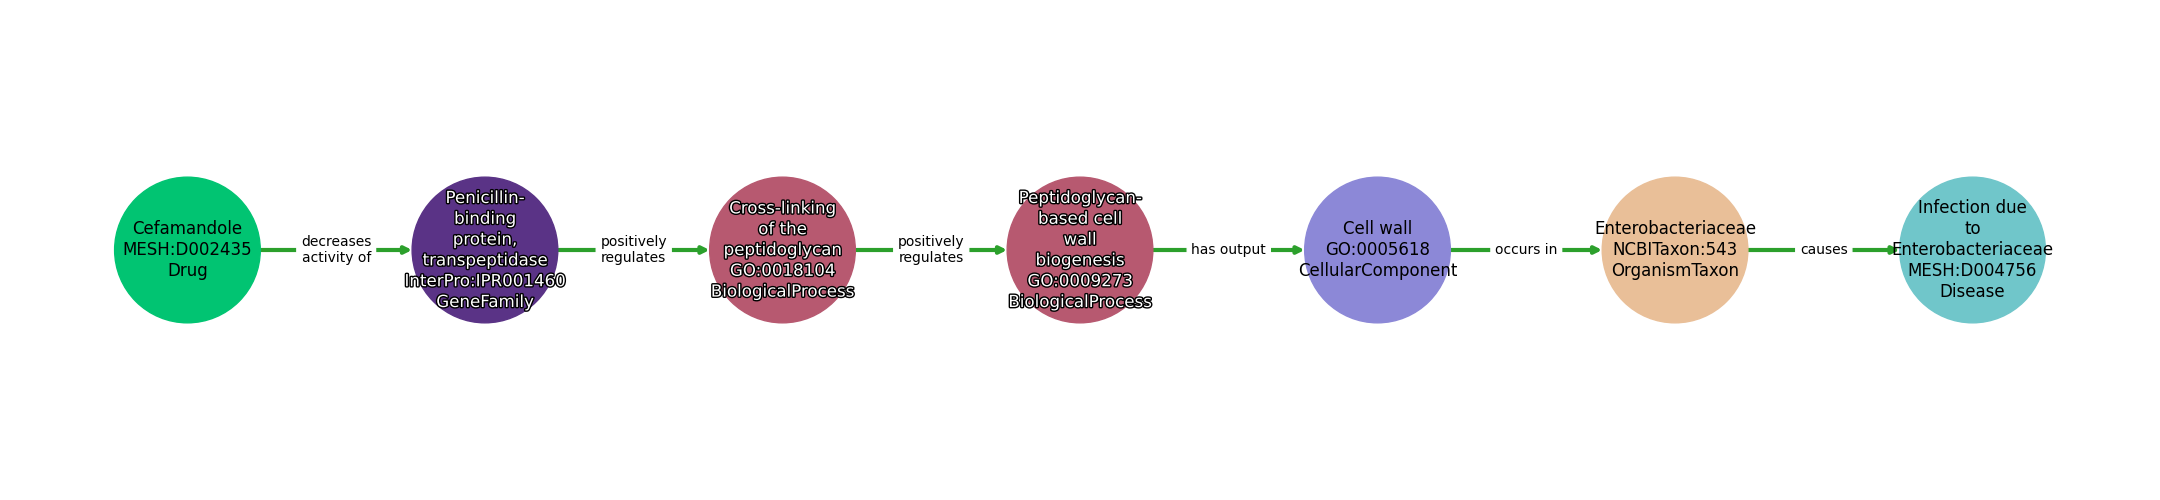 Cefamandole
MESH:D002435
Drug
decreases
activity of
Penicillin-
binding
protein,
transpeptidase
InterPro:IPR001460
GeneFamily
positively
regulates
Cross-linking
of the
peptidoglycan
GO:0018104
BiologicalProcess
positively
regulates
Peptidoglycan-
based cell
wall
biogenesis
GO:0009273
BiologicalProcess
has output
Cell wall
GO:0005618
CellularComponent
occurs in
Enterobacteriaceae
NCBITaxon:543
OrganismTaxon
causes
Infection due
to
Enterobacteriaceae
MESH:D004756
Disease